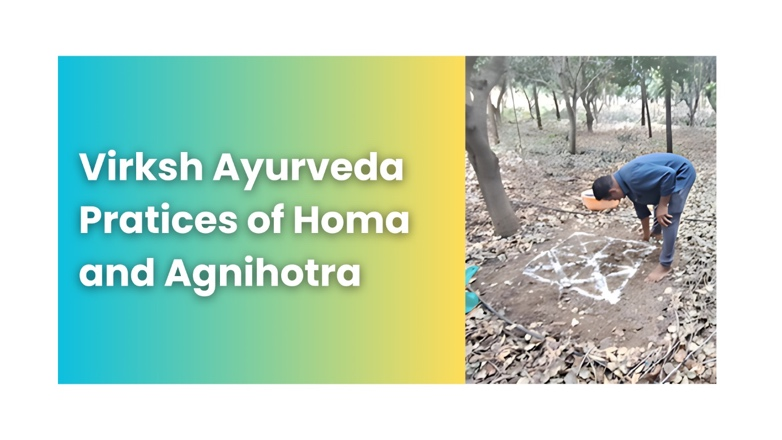 Virksh Ayurveda
Pratices of Homa
and Agnihotra